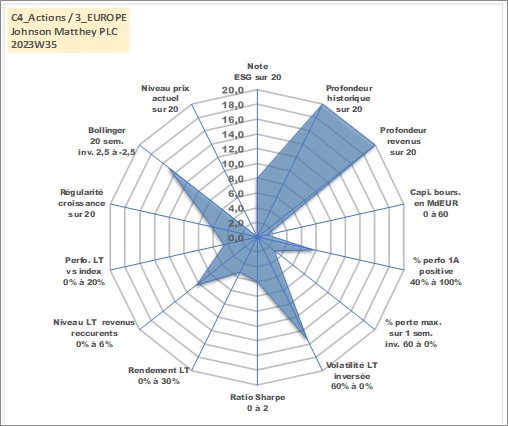 C4_Actions / 3_EUROPE
Johnson Matthey PLC
2023W35
Note
ESG sur 20
Profondeur
historique
sur 20
Profondeur
revenus
sur 20
Capi. bours.
en MdEUR
0 à 60
% perfo 1A
positive
40% à 100%
% perte max.
sur 1 sem.
inv. 60 à 0%
Volatilité LT
inversée
60% à 0%
Ratio Sharpe
0 à 2
Rendement LT
0% à 30%
Niveau LT revenus
reccurents
0% à 6%
Perfo. LT
vs index
0% à 20%
Régularité
croissance
sur 20
Bollinger
20 sem.
inv. 2,5 à -2,5
Niveau prix
actuel
sur 20
20,0
18,0
16,0
14,0
12,0
10,0
8,0
6,0
4,0
2,0
0,0